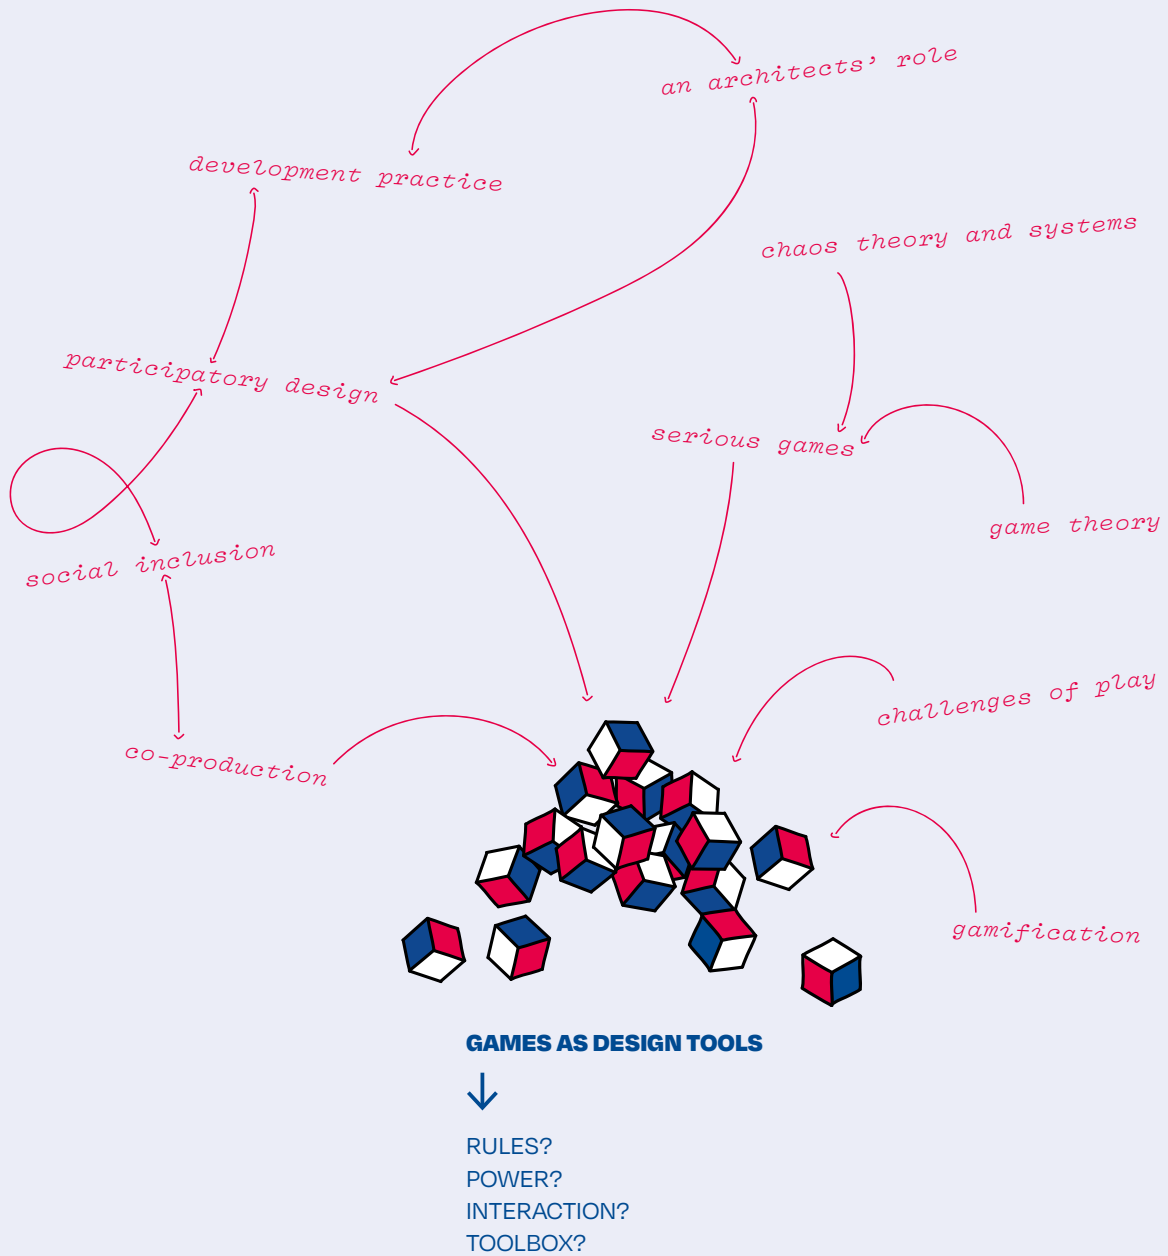 an architects' role
development practice
chaos theory and systems
participatory design
serious games
game theory
social inclusion
challenges of play
co-production
gamification
GAMES AS DESIGN TOOLS
RULES?
POWER?
INTERACTION?
TOOLBOX?